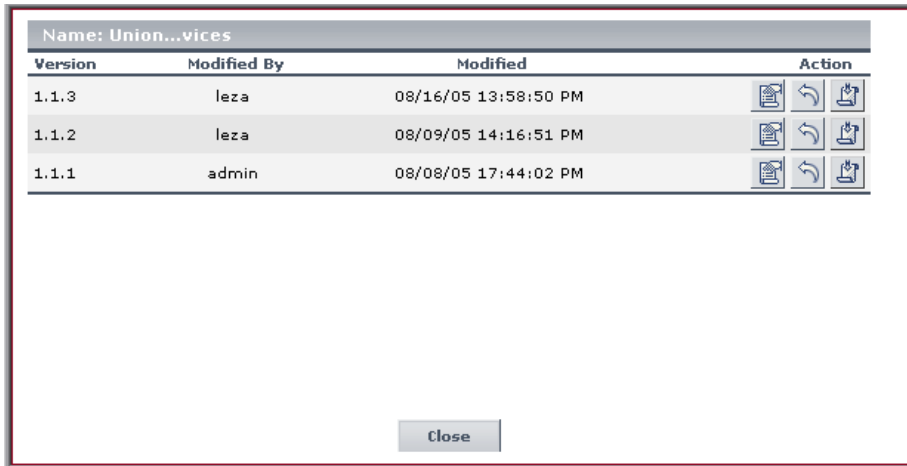 Name: Union...vices
Version Modified By Modified Action
1.1.3 leza 08/16/05 13:58:50 PM
1.1.2 leza 08/09/05 14:16:51 PM
1.1.1 admin 08/08/05 17:44:02 PM
Close